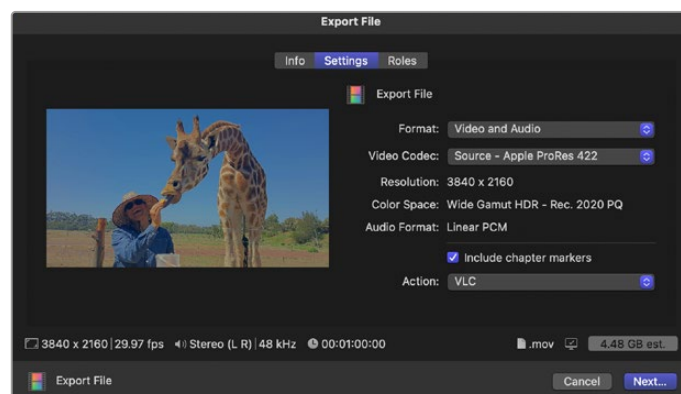 Export File
Info Settings Roles
Export File
Format: Video and Audio
Video Codec: Source - Apple ProRes 422
Resolution: 3840 x 2160
Color Space: Wide Gamut HDR - Rec. 2020 PQ
Audio Format: Linear PCM
Include chapter markers
Action: VLC
3840 x 2160 | 29.97 fps Stereo (L R) | 48 kHz 00:01:00:00 .mov 4.48 GB est.
Export File Cancel Next...